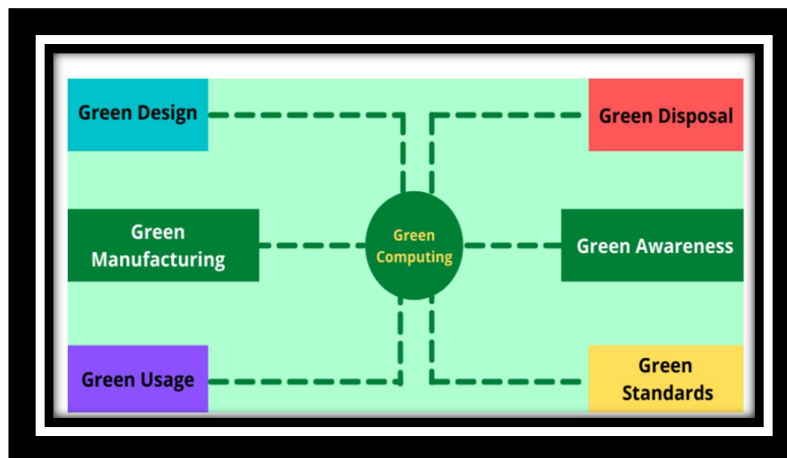 Green Design
Green Disposal
Green
Manufacturing
Green
Computing
Green Awareness
Green Usage
Green
Standards